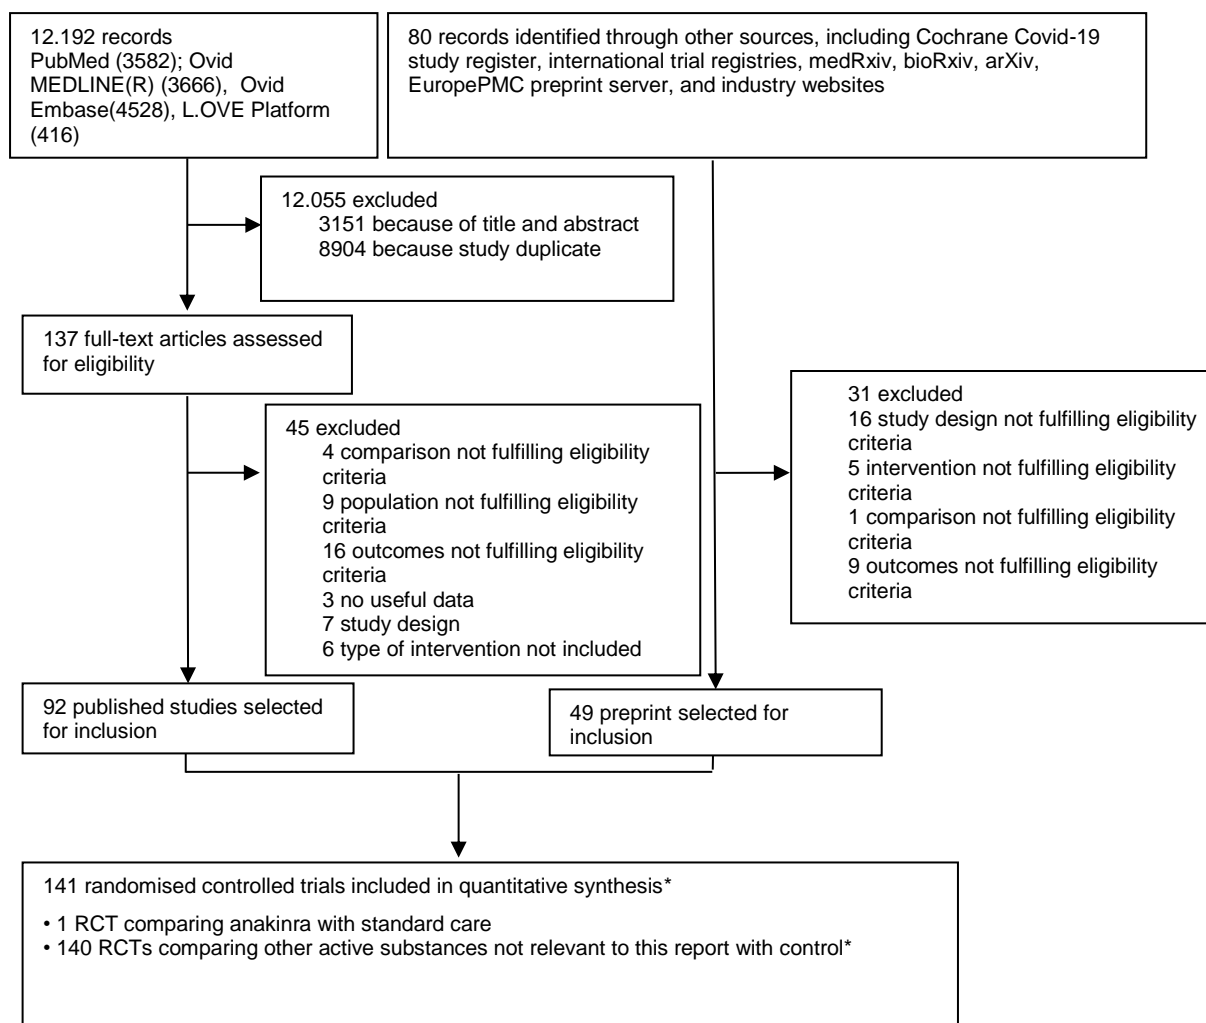 12.192 records
PubMed (3582); Ovid
MEDLINE(R) (3666),  Ovid
Embase(4528), L.OVE Platform
(416)
80 records identified through other sources, including Cochrane Covid-19
study register, international trial registries, medRxiv, bioRxiv, arXiv,
EuropePMC preprint server, and industry websites
12.055 excluded
3151 because of title and abstract
8904 because study duplicate
137 full-text articles assessed
for eligibility
45 excluded
4 comparison not fulfilling eligibility
criteria
9 population not fulfilling eligibility
criteria
16 outcomes not fulfilling eligibility
criteria
3 no useful data
7 study design
6 type of intervention not included
31 excluded
16 study design not fulfilling eligibility
criteria
5 intervention not fulfilling eligibility
criteria
1 comparison not fulfilling eligibility
criteria
9 outcomes not fulfilling eligibility
criteria
92 published studies selected
for inclusion
49 preprint selected for
inclusion
141 randomised controlled trials included in quantitative synthesis*
• 1 RCT comparing anakinra with standard care
• 140 RCTs comparing other active substances not relevant to this report with control*